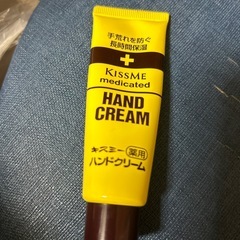 手荒れを防ぐ
長時間保湿
KISSME
medicated
HAND
CREAM
キスミー 薬用
ハンドクリーム